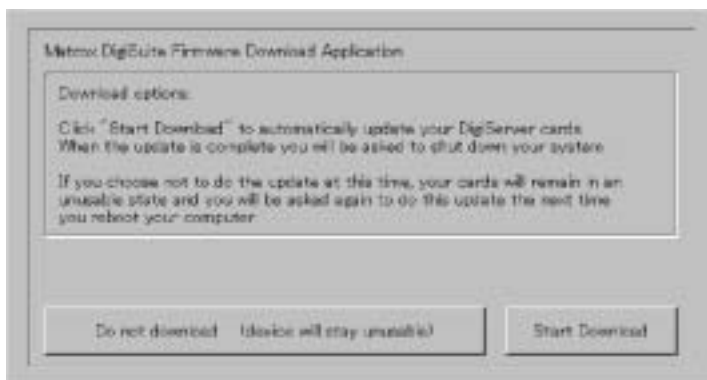 Matrox DigiSuite Firmware Download Application
Download options:
Click "Start Download" to automatically update your DigiServer cards
When the update is complete you will be asked to shut down your system
If you choose not to do the update at this time, your cards will remain in an
unusable state and you will be asked again to do this update the next time
you reboot your computer
Do not download (device will stay unusable)
Start Download